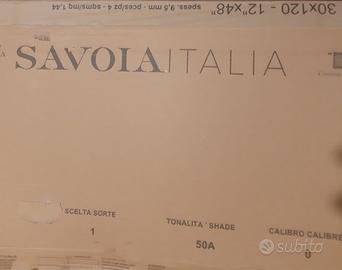 30x120 - 12"x48"
spess. 9,5 mm - pces/pz 4 - sqms/mq 1.44
SAVOIAITALIA
SCELTA SORTE
1
TONALITA' SHADE
50A
CALIBRO CALIBRE
0
subito